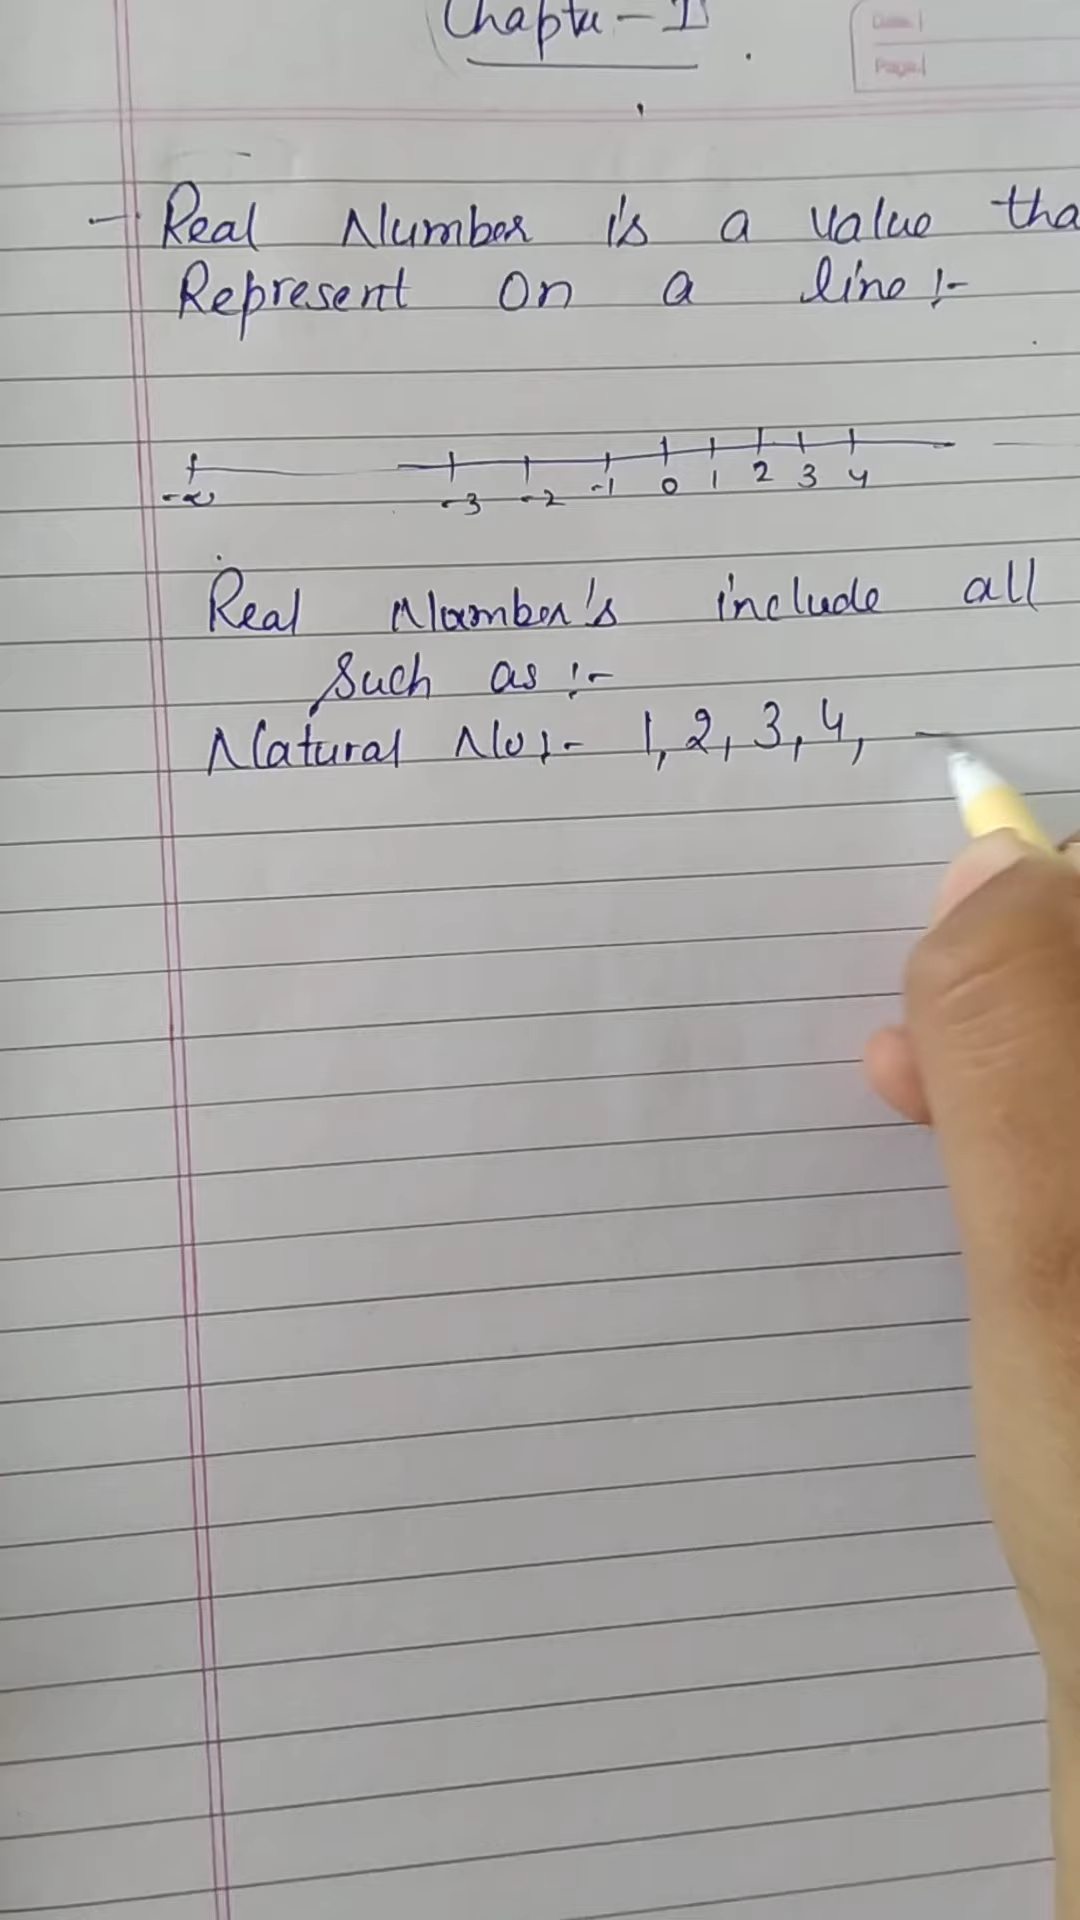 Chapter - I
Date.
Page.
- Real Number is a value tha
Represent on a line :-
-∞ -3 -2 -1 0 1 2 3 4
Real Number's include all
Such as :-
Natural No :- 1, 2, 3, 4, —